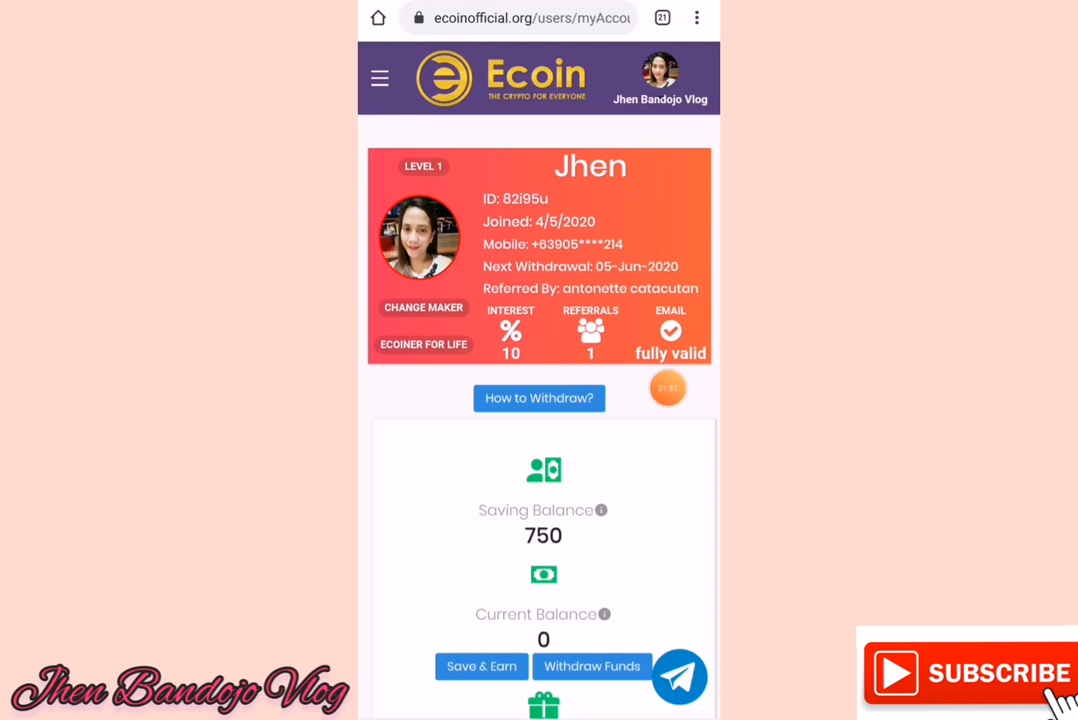 ecoinofficial.org/users/myAccou
21
Ecoin
THE CRYPTO FOR EVERYONE
Jhen Bandojo Vlog
LEVEL 1
Jhen
ID: 82i95u
Joined: 4/5/2020
Mobile: +63905****214
Next Withdrawal: 05-Jun-2020
Referred By: antonette catacutan
CHANGE MAKER
ECOINER FOR LIFE
INTEREST
%
10
REFERRALS
1
EMAIL
fully valid
01:51
How to Withdraw?
Saving Balance
750
Current Balance
0
Save & Earn
Withdraw Funds
Jhen Bandojo Vlog
SUBSCRIBE